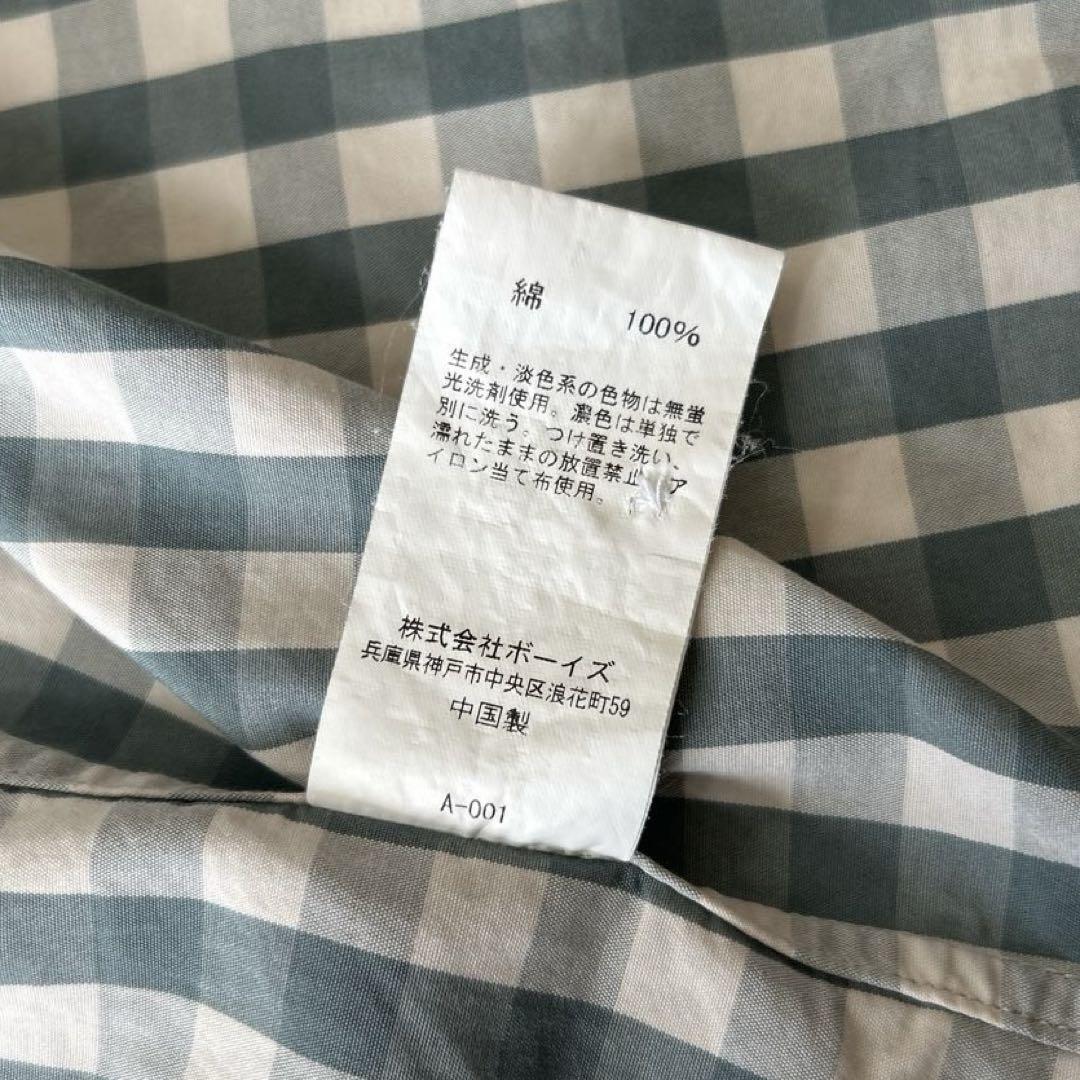 綿 100%
生成・淡色系の色物は無蛍
光洗剤使用。濃色は単独で
別に洗う。つけ置き洗い、
濡れたままの放置禁止。ア
イロン当て布使用。
株式会社ボーイズ
兵庫県神戸市中央区浪花町59
中国製
A-001